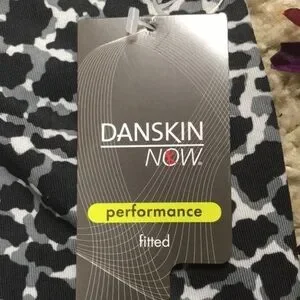 DANSKIN
NOW.
performance
fitted